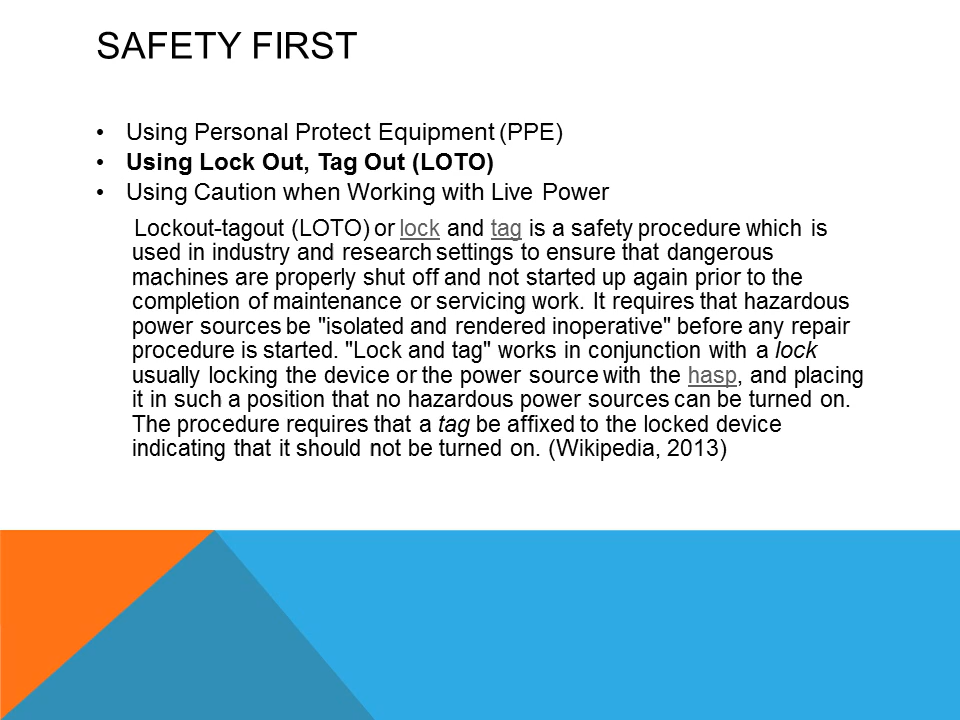 SAFETY FIRST
• Using Personal Protect Equipment (PPE)
• Using Lock Out, Tag Out (LOTO)
• Using Caution when Working with Live Power
Lockout-tagout (LOTO) or lock and tag is a safety procedure which is
used in industry and research settings to ensure that dangerous
machines are properly shut off and not started up again prior to the
completion of maintenance or servicing work. It requires that hazardous
power sources be "isolated and rendered inoperative" before any repair
procedure is started. "Lock and tag" works in conjunction with a lock
usually locking the device or the power source with the hasp, and placing
it in such a position that no hazardous power sources can be turned on.
The procedure requires that a tag be affixed to the locked device
indicating that it should not be turned on. (Wikipedia, 2013)